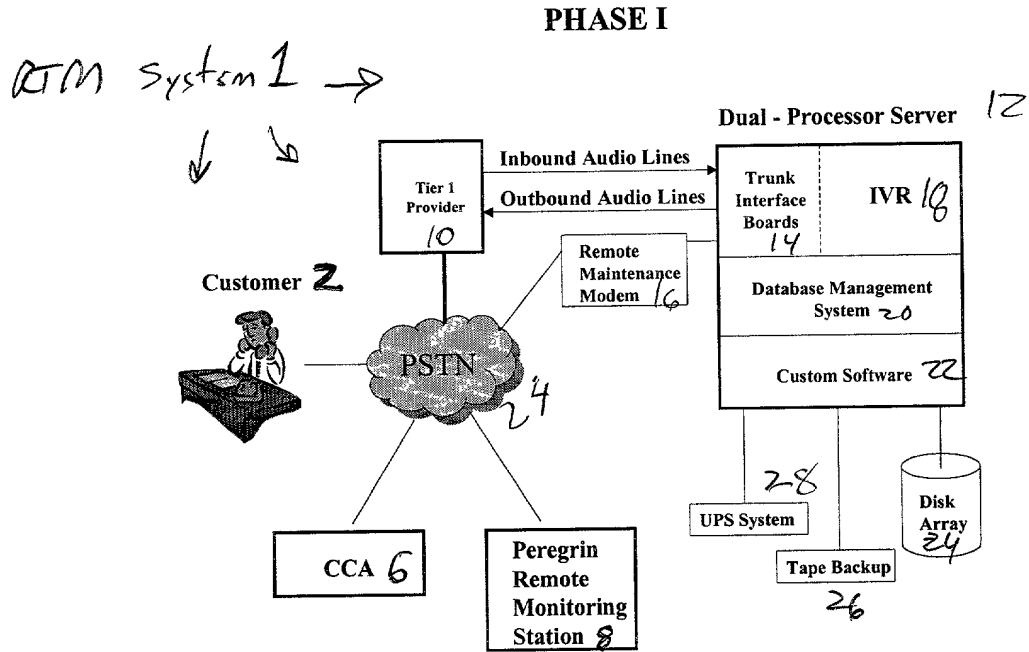 PHASE I
RTM System 1 →
Dual - Processor Server 12
Inbound Audio Lines
Outbound Audio Lines
Tier 1
Provider
10
Trunk
Interface
Boards
14
IVR 18
Remote
Maintenance
Modem 16
Database Management
System 20
Customer 2
PSTN
24
Custom Software 22
28
UPS System
Disk
Array
24
Tape Backup
26
CCA 6
Peregrin
Remote
Monitoring
Station 8